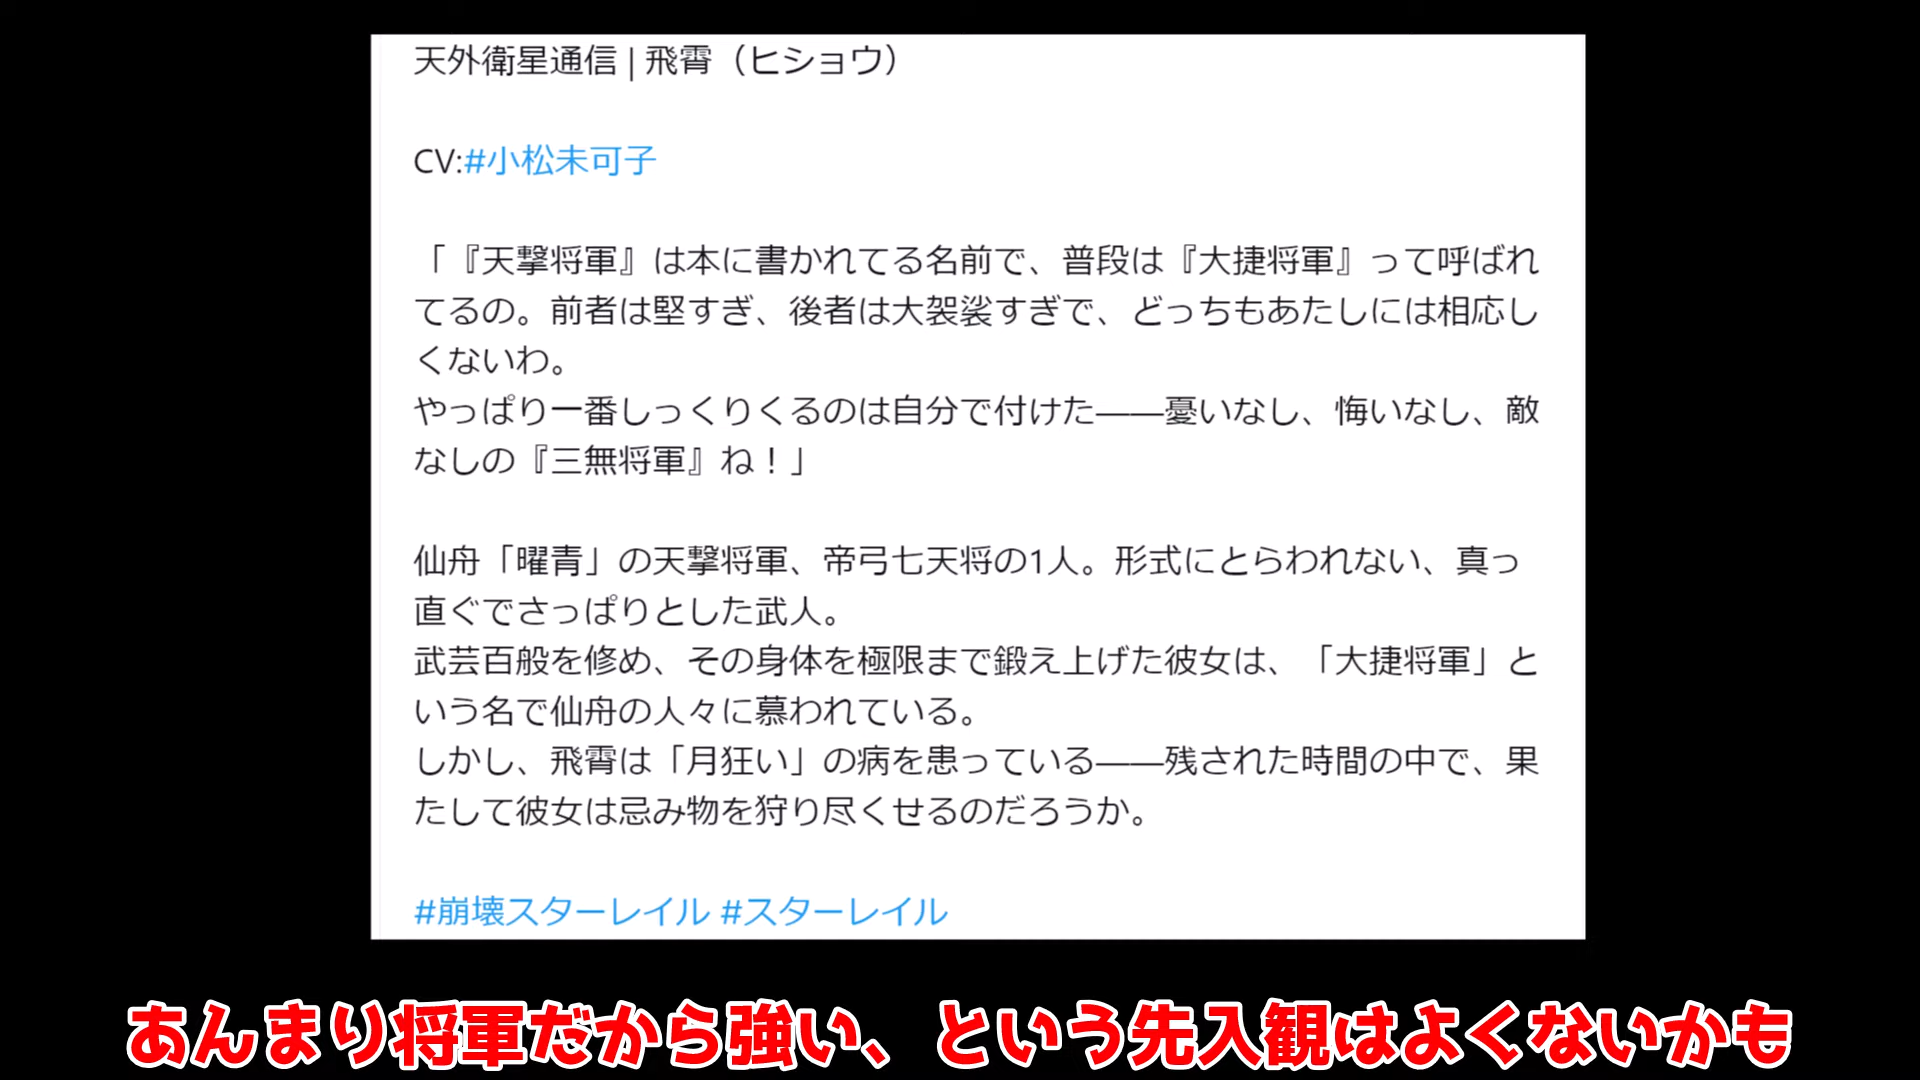 天外衛星通信 | 飛霄（ヒショウ）
CV:#小松未可子
「『天撃将軍』は本に書かれてる名前で、普段は『大捷将軍』って呼ばれ
てるの。前者は堅すぎ、後者は大袈裟すぎで、どっちもあたしには相応し
くないわ。
やっぱり一番しっくりくるのは自分で付けた——憂いなし、悔いなし、敵
なしの『三無将軍』ね！」
仙舟「曜青」の天撃将軍、帝弓七天将の1人。形式にとらわれない、真っ
直ぐでさっぱりとした武人。
武芸百般を修め、その身体を極限まで鍛え上げた彼女は、「大捷将軍」と
いう名で仙舟の人々に慕われている。
しかし、飛霄は「月狂い」の病を患っている——残された時間の中で、果
たして彼女は忌み物を狩り尽くせるのだろうか。
#崩壊スターレイル #スターレイル
あんまり将軍だから強い、という先入観はよくないかも